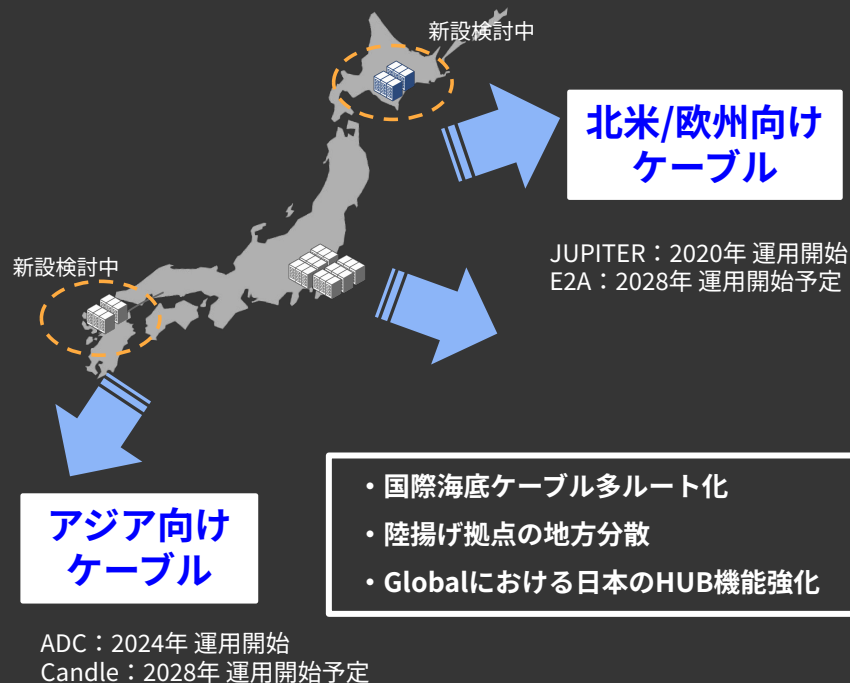 新設検討中
北米/欧州向け
ケーブル
JUPITER：2020年 運用開始
E2A：2028年 運用開始予定
新設検討中
アジア向け
ケーブル
ADC：2024年 運用開始
Candle：2028年 運用開始予定
・国際海底ケーブル多ルート化
・陸揚げ拠点の地方分散
・Globalにおける日本のHUB機能強化